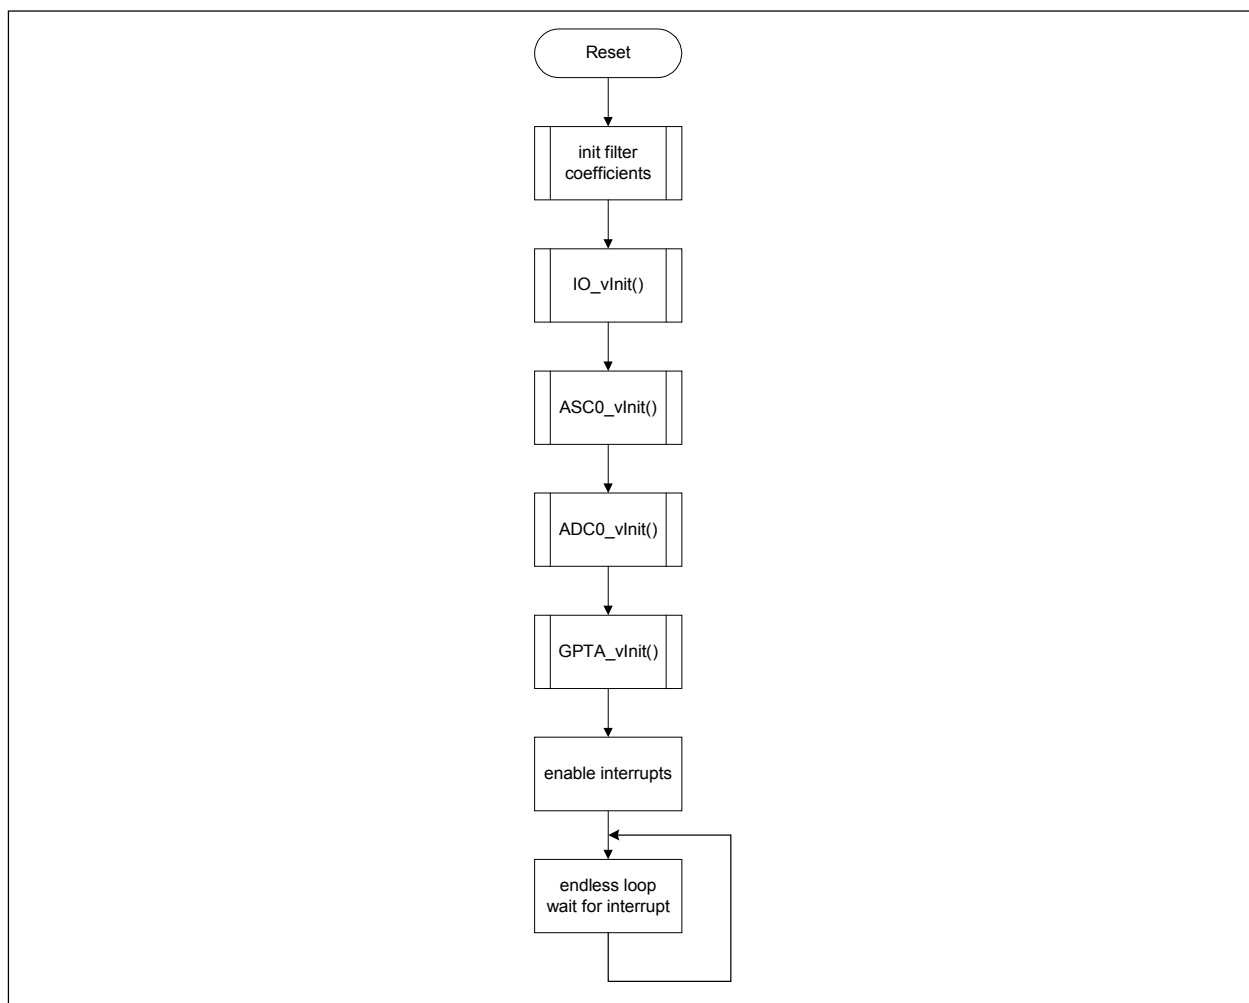 Reset
init filter
coefficients
IO_vInit()
ASC0_vInit()
ADC0_vInit()
GPTA_vInit()
enable interrupts
endless loop
wait for interrupt